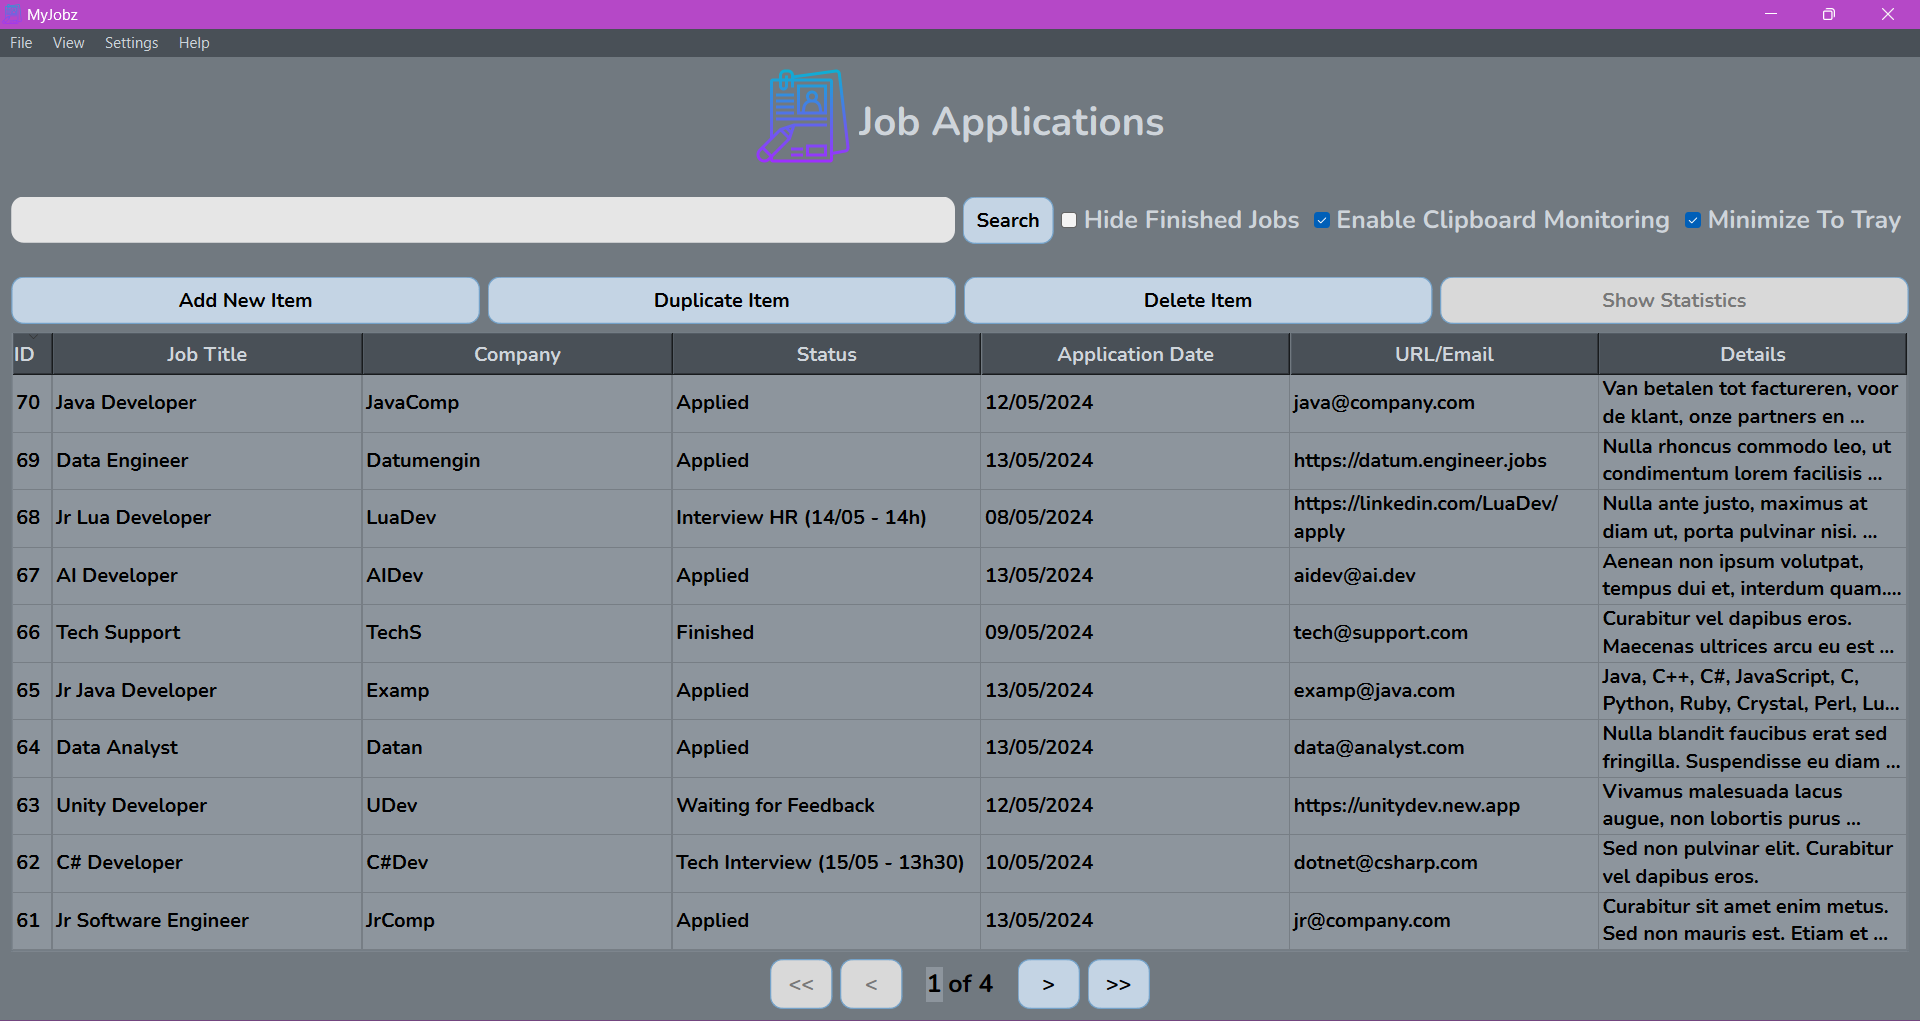 MyJobz
File View Settings Help
Job Applications
Search Hide Finished Jobs Enable Clipboard Monitoring Minimize To Tray
Add New Item Duplicate Item Delete Item Show Statistics
ID Job Title Company Status Application Date URL/Email Details
70 Java Developer JavaComp Applied 12/05/2024 java@company.com Van betalen tot factureren, voor
de klant, onze partners en ...
69 Data Engineer Datumengin Applied 13/05/2024 https://datum.engineer.jobs Nulla rhoncus commodo leo, ut
condimentum lorem facilisis ...
68 Jr Lua Developer LuaDev Interview HR (14/05 - 14h) 08/05/2024 https://linkedin.com/LuaDev/ Nulla ante justo, maximus at
apply diam ut, porta pulvinar nisi. ...
67 AI Developer AIDev Applied 13/05/2024 aidev@ai.dev Aenean non ipsum volutpat,
tempus dui et, interdum quam....
66 Tech Support TechS Finished 09/05/2024 tech@support.com Curabitur vel dapibus eros.
Maecenas ultrices arcu eu est ...
65 Jr Java Developer Examp Applied 13/05/2024 examp@java.com Java, C++, C#, JavaScript, C,
Python, Ruby, Crystal, Perl, Lu...
64 Data Analyst Datan Applied 13/05/2024 data@analyst.com Nulla blandit faucibus erat sed
fringilla. Suspendisse eu diam ...
63 Unity Developer UDev Waiting for Feedback 12/05/2024 https://unitydev.new.app Vivamus malesuada lacus
augue, non lobortis purus ...
62 C# Developer C#Dev Tech Interview (15/05 - 13h30) 10/05/2024 dotnet@csharp.com Sed non pulvinar elit. Curabitur
vel dapibus eros.
61 Jr Software Engineer JrComp Applied 13/05/2024 jr@company.com Curabitur sit amet enim metus.
Sed non mauris est. Etiam et ...
<< < 1 of 4 > >>